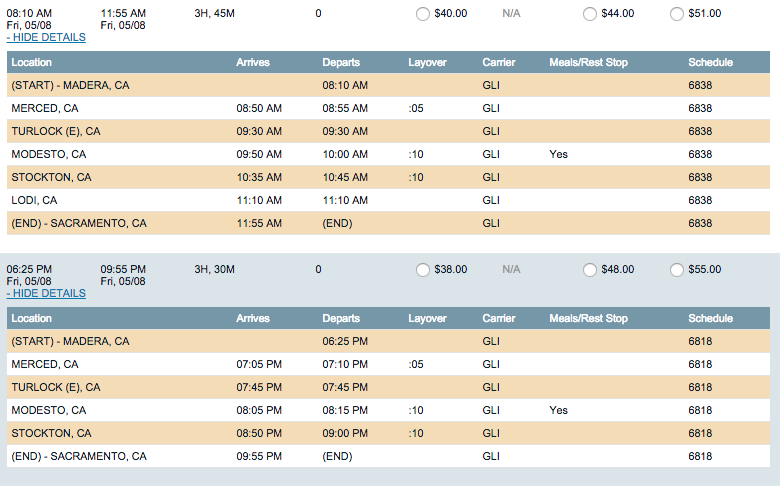 08:10 AM 11:55 AM 3H, 45M 0 $40.00 N/A $44.00 $51.00
Fri, 05/08 Fri, 05/08
- HIDE DETAILS
Location Arrives Departs Layover Carrier Meals/Rest Stop Schedule
(START) - MADERA, CA 08:10 AM GLI 6838
MERCED, CA 08:50 AM 08:55 AM :05 GLI 6838
TURLOCK (E), CA 09:30 AM 09:30 AM GLI 6838
MODESTO, CA 09:50 AM 10:00 AM :10 GLI Yes 6838
STOCKTON, CA 10:35 AM 10:45 AM :10 GLI 6838
LODI, CA 11:10 AM 11:10 AM GLI 6838
(END) - SACRAMENTO, CA 11:55 AM (END) GLI 6838
06:25 PM 09:55 PM 3H, 30M 0 $38.00 N/A $48.00 $55.00
Fri, 05/08 Fri, 05/08
- HIDE DETAILS
Location Arrives Departs Layover Carrier Meals/Rest Stop Schedule
(START) - MADERA, CA 06:25 PM GLI 6818
MERCED, CA 07:05 PM 07:10 PM :05 GLI 6818
TURLOCK (E), CA 07:45 PM 07:45 PM GLI 6818
MODESTO, CA 08:05 PM 08:15 PM :10 GLI Yes 6818
STOCKTON, CA 08:50 PM 09:00 PM :10 GLI 6818
(END) - SACRAMENTO, CA 09:55 PM (END) GLI 6818